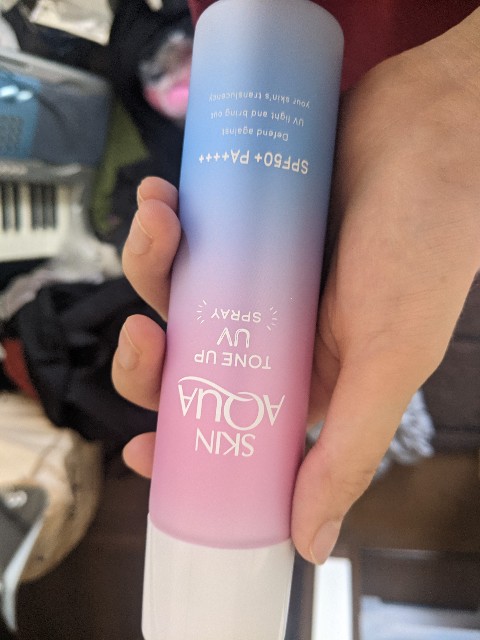 SKIN
AQUA
TONE UP
UV
SPRAY
SPF50+ PA++++
Defend against
UV light and bring out
your skin's translucency